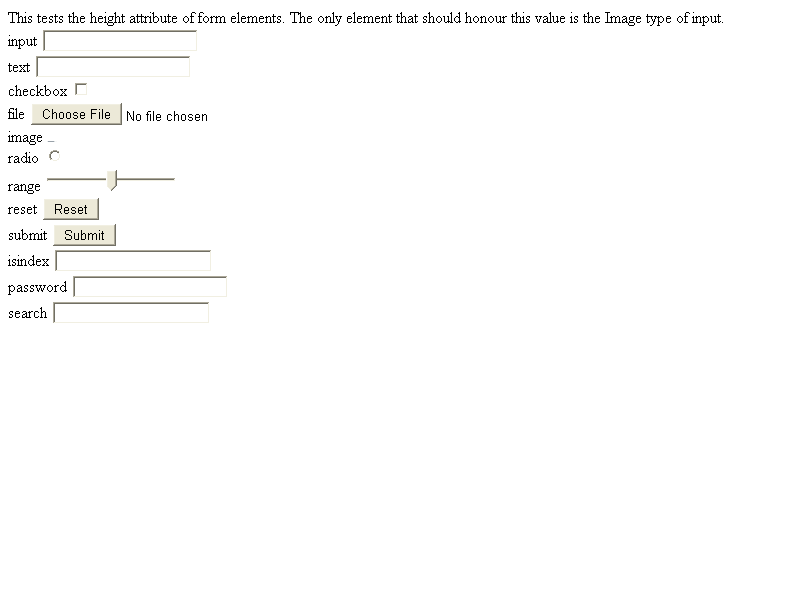 This tests the height attribute of form elements. The only element that should honour this value is the Image type of input.
input
text
checkbox
file Choose File No file chosen
image
radio
range
reset Reset
submit Submit
isindex
password
search